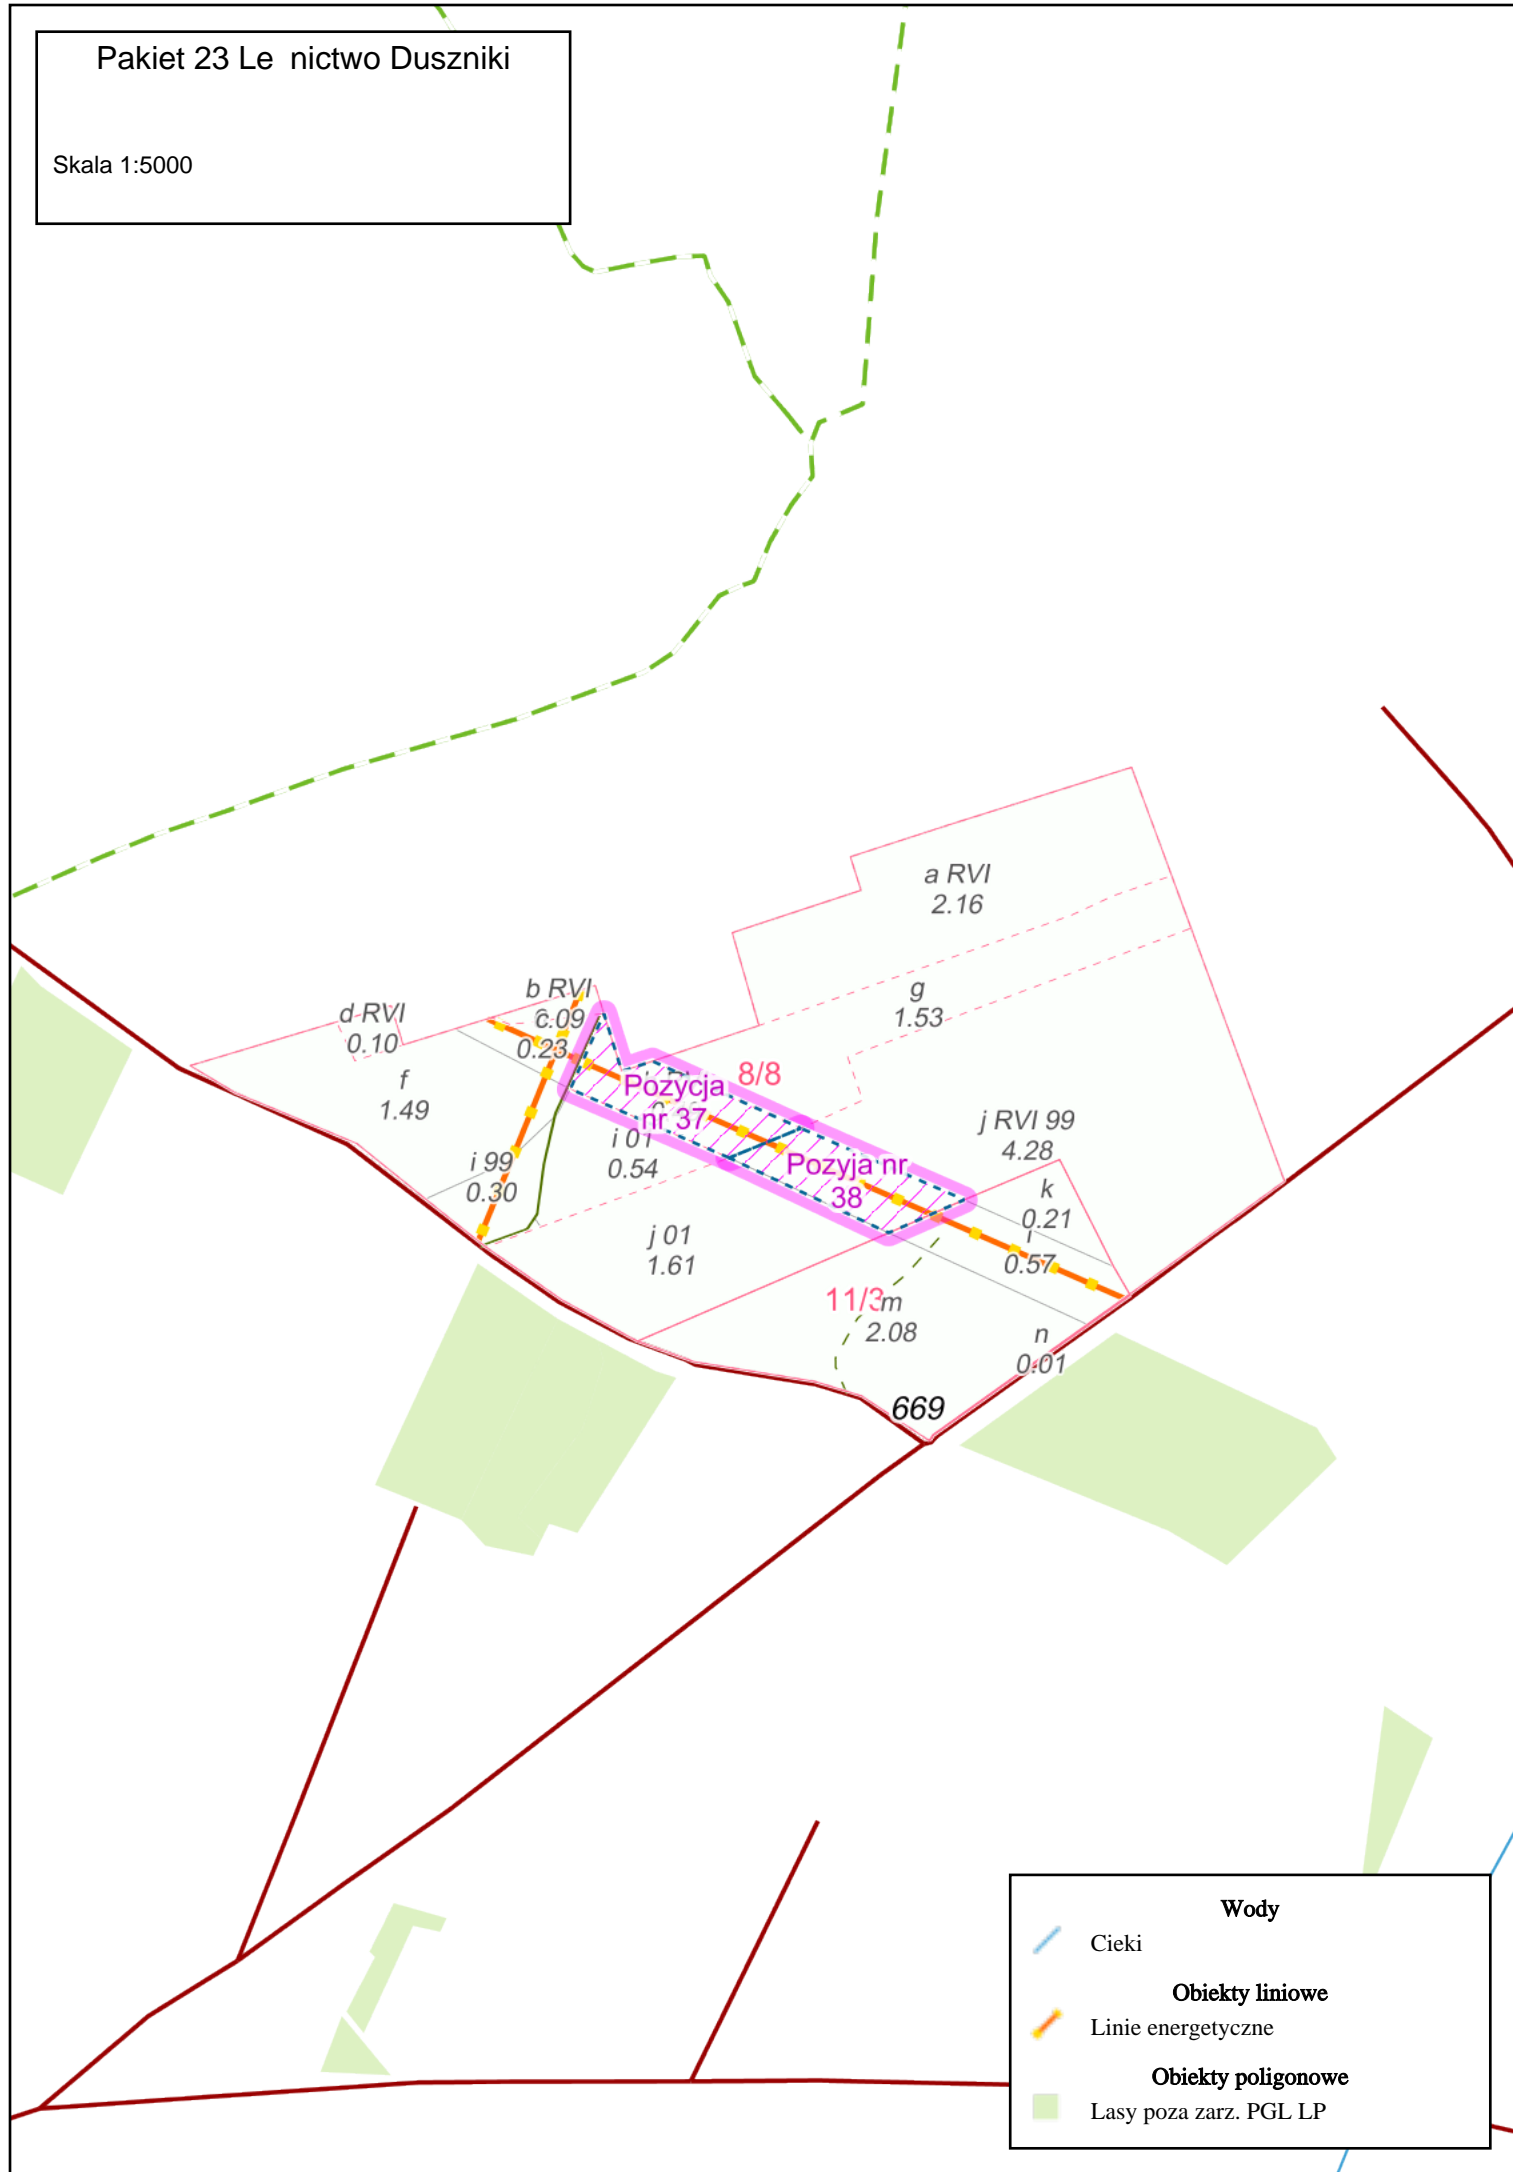 Pakiet 23 Le nictwo Duszniki
Skala 1:5000
a RVI
2.16
g
1.53
b RVI
0.09
c
0.23
d RVI
0.10
f
1.49
8/8
Pozycja
nr 37
i 01
0.54
i 99
0.30
j RVI 99
4.28
Pozyja nr
38
k
0.21
l
0.57
j 01
1.61
11/3
m
2.08
n
0.01
669
Wody
Cieki
Obiekty liniowe
Linie energetyczne
Obiekty poligonowe
Lasy poza zarz. PGL LP